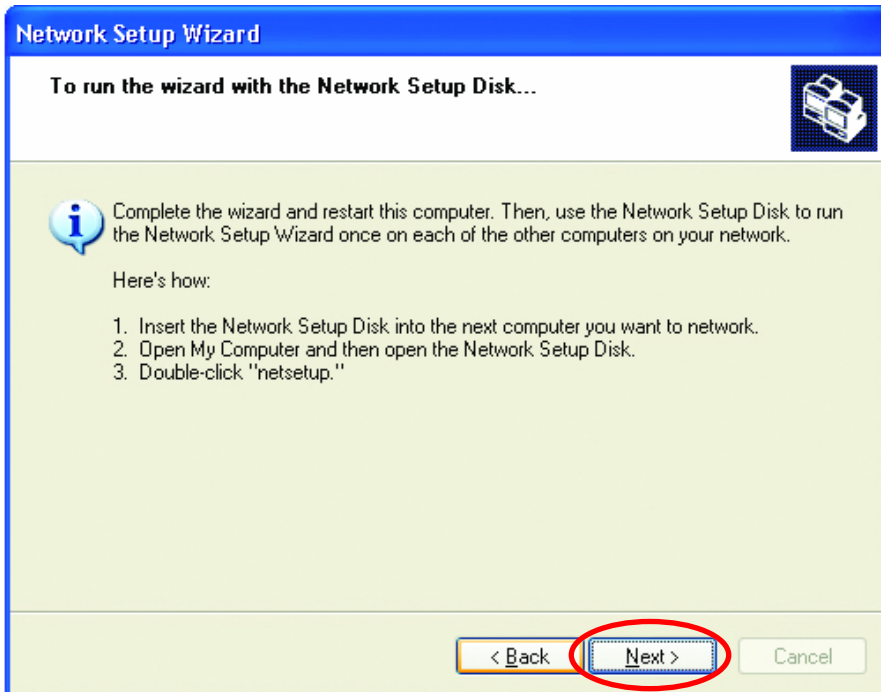 Network Setup Wizard
To run the wizard with the Network Setup Disk...
Complete the wizard and restart this computer. Then, use the Network Setup Disk to run
the Network Setup Wizard once on each of the other computers on your network.
Here's how:
1. Insert the Network Setup Disk into the next computer you want to network.
2. Open My Computer and then open the Network Setup Disk.
3. Double-click "netsetup."
< Back
Next >
Cancel